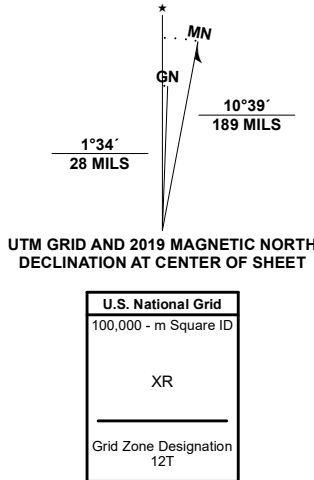 ★
MN
GN
1°34´
28 MILS
10°39´
189 MILS
UTM GRID AND 2019 MAGNETIC NORTH
DECLINATION AT CENTER OF SHEET
U.S. National Grid
100,000 - m Square ID
XR
Grid Zone Designation
12T